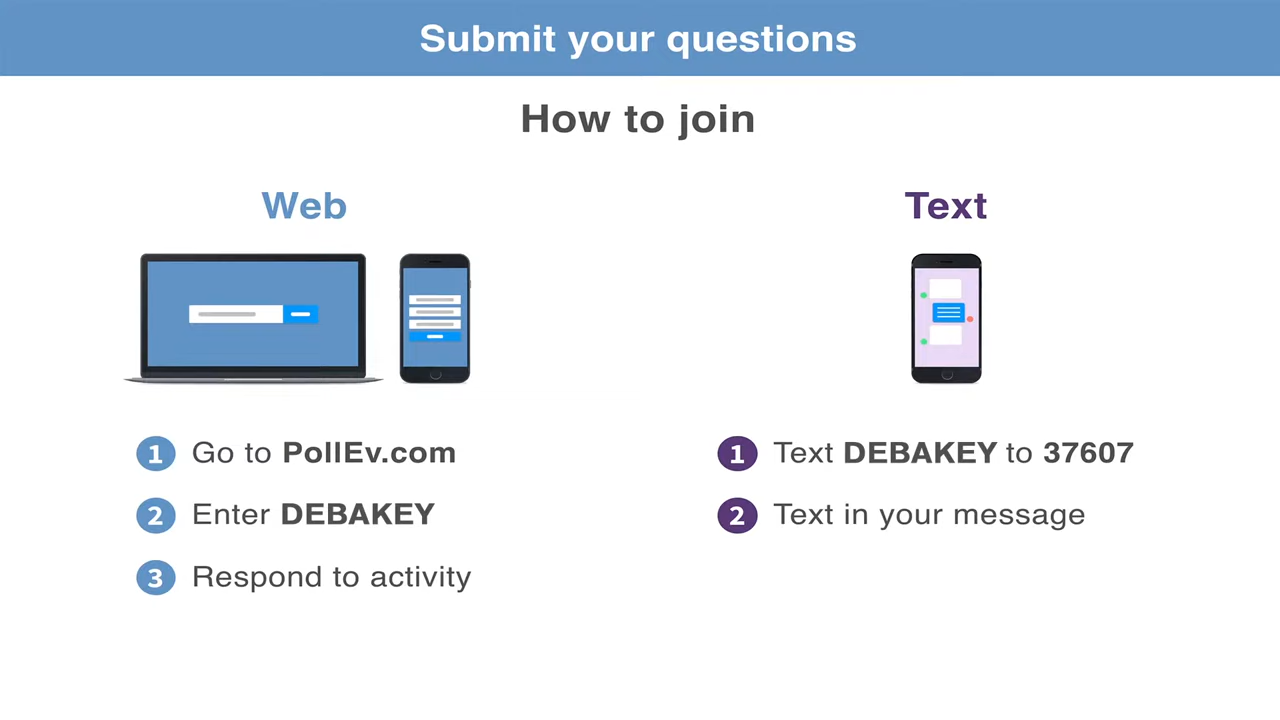 Submit your questions
How to join
Web
1 Go to PollEv.com
2 Enter DEBAKEY
3 Respond to activity
Text
1 Text DEBAKEY to 37607
2 Text in your message